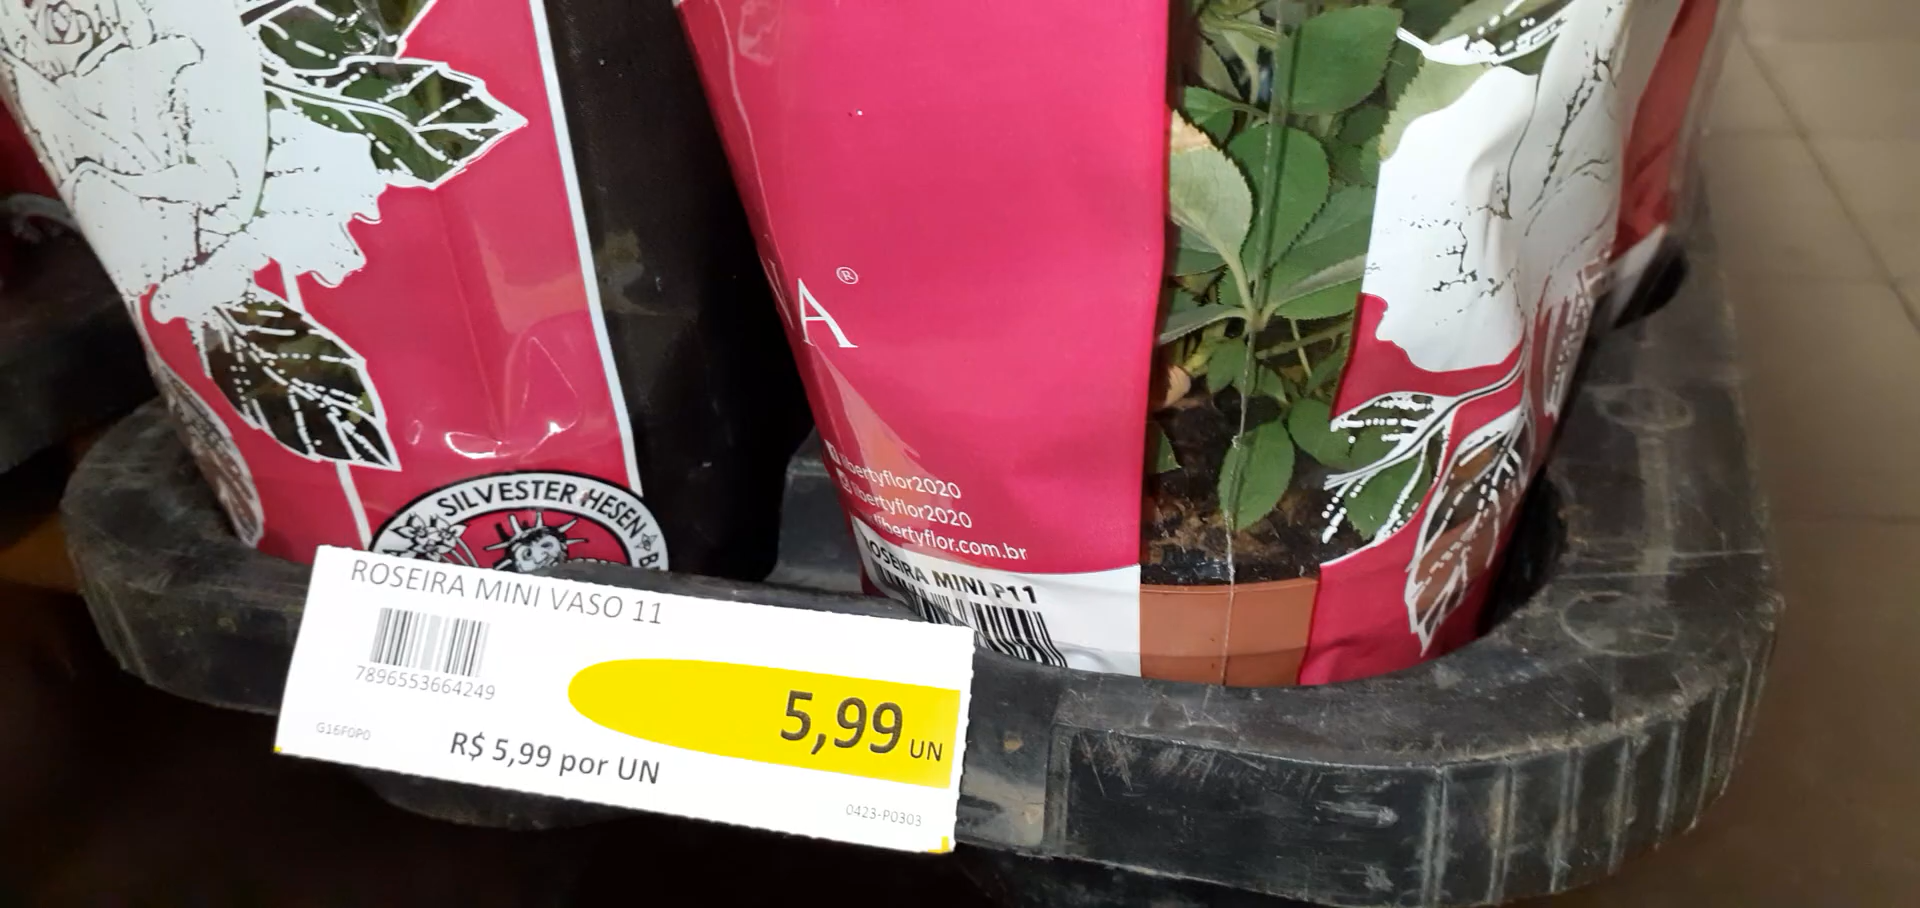 SILVESTER HESEN
ROSEIRA MINI VASO 11
7896553664249
G16F0P0
R$ 5,99 por UN
5,99 UN
0423-P0303
®
libertyflor2020
libertyflor2020
libertyflor.com.br
ROSEIRA MINI P11